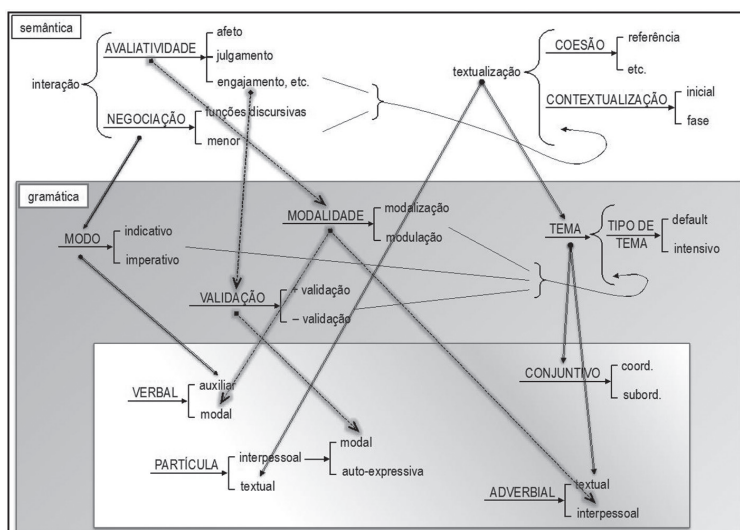 semântica
interação
AVALIATIVIDADE
afeto
julgamento
engajamento, etc.
NEGOCIAÇÃO
funções discursivas
menor
textualização
COESÃO
referência
etc.
CONTEXTUALIZAÇÃO
inicial
fase
gramática
MODO
indicativo
imperativo
MODALIDADE
modalização
modulação
VALIDAÇÃO
+ validação
– validação
TEMA
TIPO DE
TEMA
default
intensivo
VERBAL
auxiliar
modal
PARTÍCULA
interpessoal
textual
modal
auto-expressiva
CONJUNTIVO
coord.
subord.
ADVERBIAL
textual
interpessoal